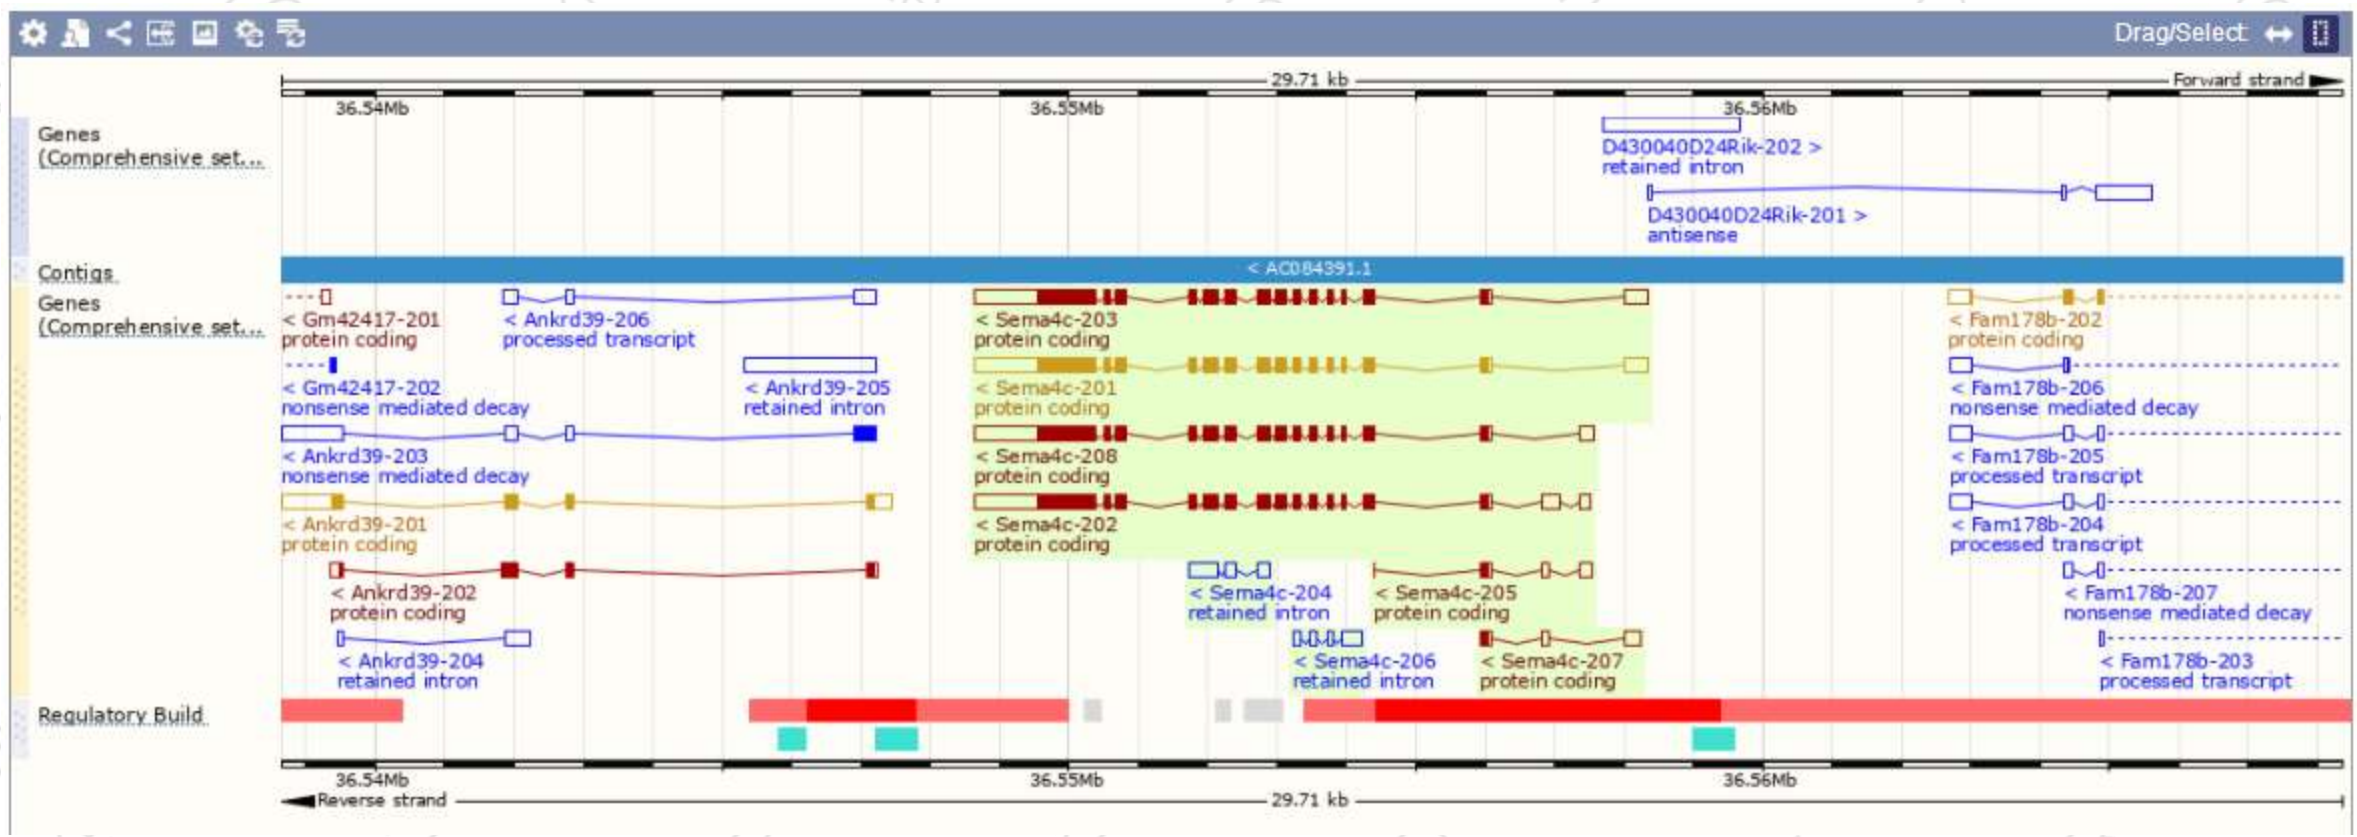 Drag/Select:
29.71 kb
Forward strand
36.54Mb
36.55Mb
36.56Mb
Genes
(Comprehensive set...
D430040D24Rik-202 >
retained intron
D430040D24Rik-201 >
antisense
Contigs
< AC084391.1
Genes
(Comprehensive set...
< Gm42417-201
protein coding
< Ankrd39-206
processed transcript
< Sema4c-203
protein coding
< Fam178b-202
protein coding
< Gm42417-202
nonsense mediated decay
< Ankrd39-205
retained intron
< Sema4c-201
protein coding
< Fam178b-206
nonsense mediated decay
< Ankrd39-203
nonsense mediated decay
< Sema4c-208
protein coding
< Fam178b-205
processed transcript
< Ankrd39-201
protein coding
< Sema4c-202
protein coding
< Fam178b-204
processed transcript
< Ankrd39-202
protein coding
< Sema4c-204
retained intron
< Sema4c-205
protein coding
< Fam178b-207
nonsense mediated decay
< Ankrd39-204
retained intron
< Sema4c-206
retained intron
< Sema4c-207
protein coding
< Fam178b-203
processed transcript
Regulatory Build
36.54Mb
36.55Mb
36.56Mb
Reverse strand
29.71 kb